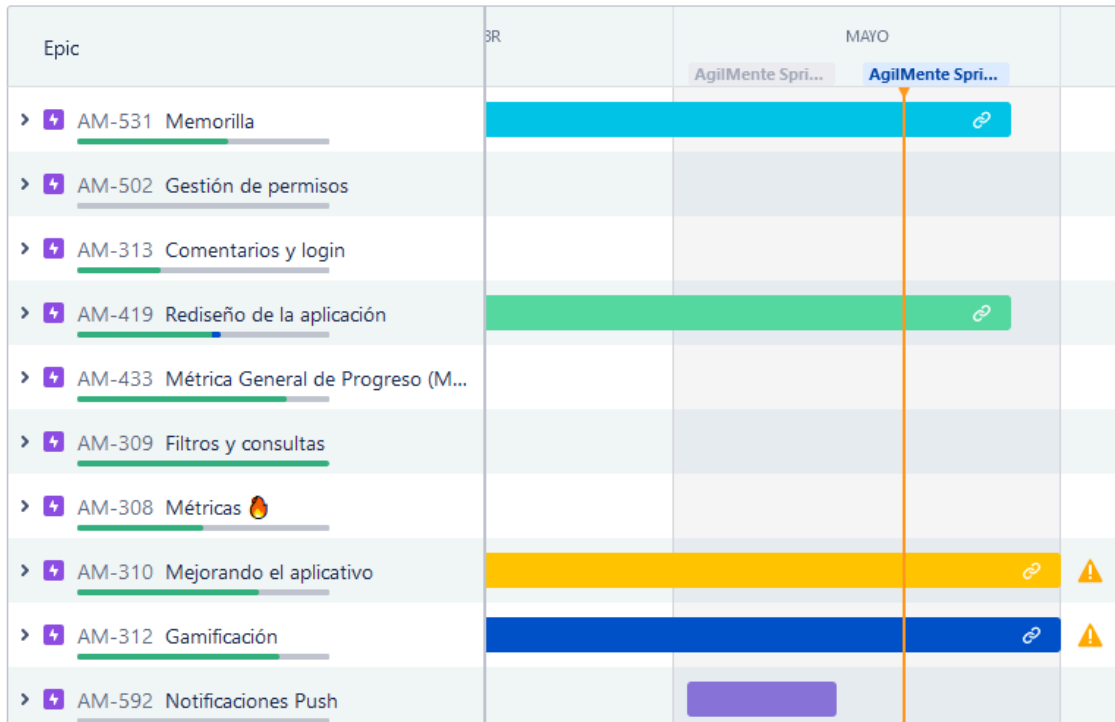 Epic
BR
MAYO
AgilMente Spri...
AgilMente Spri...
AM-531 Memorilla
AM-502 Gestión de permisos
AM-313 Comentarios y login
AM-419 Rediseño de la aplicación
AM-433 Métrica General de Progreso (M...
AM-309 Filtros y consultas
AM-308 Métricas 🔥
AM-310 Mejorando el aplicativo
AM-312 Gamificación
AM-592 Notificaciones Push